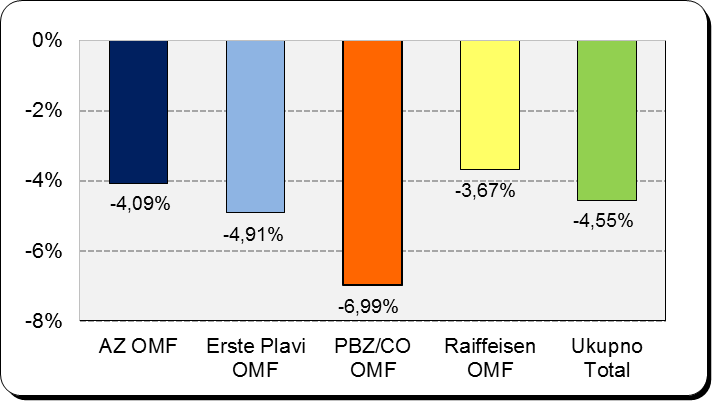 0%
-2%
-4%
-6%
-8%
-4,09%
-4,91%
-6,99%
-3,67%
-4,55%
AZ OMF
Erste Plavi
OMF
PBZ/CO
OMF
Raiffeisen
OMF
Ukupno
Total